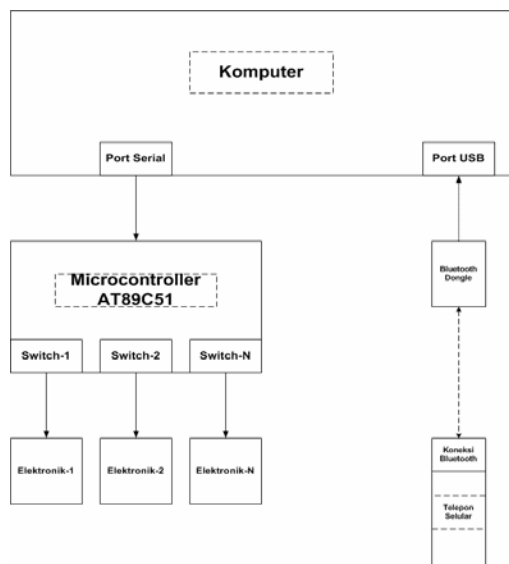 Komputer
Port Serial
Port USB
Microcontroller
AT89C51
Bluetooth
Dongle
Switch-1
Switch-2
Switch-N
Elektronik-1
Elektronik-2
Elektronik-N
Koneksi
Bluetooth
Telepon
Selular